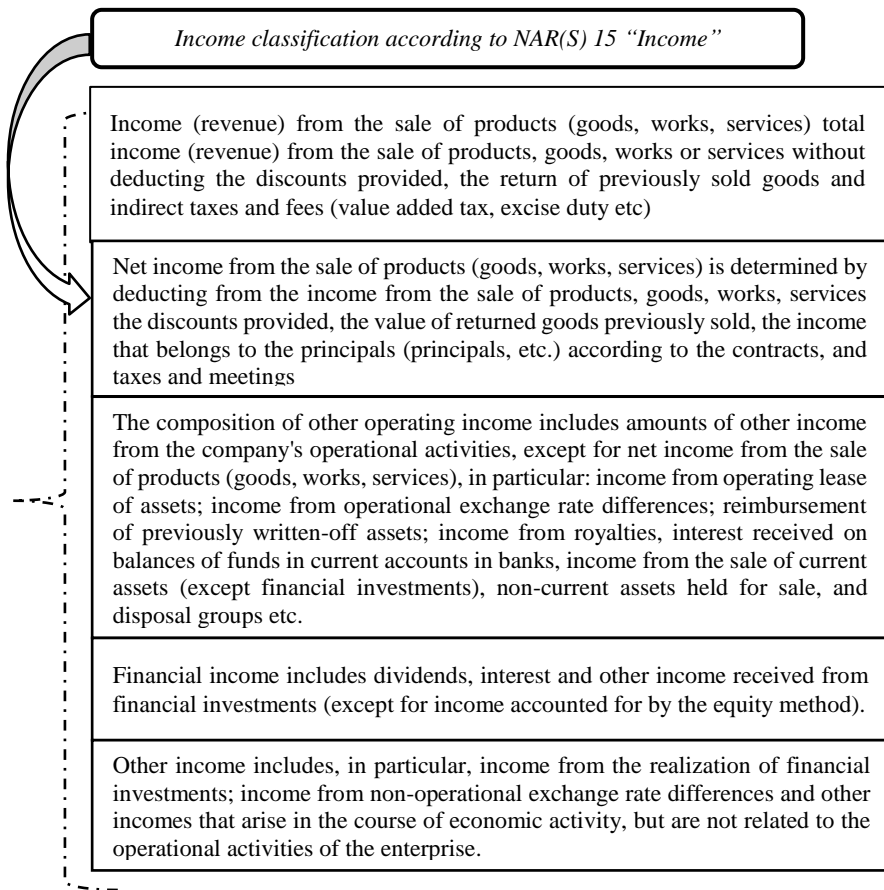 Income classification according to NAR(S) 15 “Income”
Income (revenue) from the sale of products (goods, works, services) total
income (revenue) from the sale of products, goods, works or services without
deducting the discounts provided, the return of previously sold goods and
indirect taxes and fees (value added tax, excise duty etc)
Net income from the sale of products (goods, works, services) is determined by
deducting from the income from the sale of products, goods, works, services
the discounts provided, the value of returned goods previously sold, the income
that belongs to the principals (principals, etc.) according to the contracts, and
taxes and meetings
The composition of other operating income includes amounts of other income
from the company's operational activities, except for net income from the sale
of products (goods, works, services), in particular: income from operating lease
of assets; income from operational exchange rate differences; reimbursement
of previously written-off assets; income from royalties, interest received on
balances of funds in current accounts in banks, income from the sale of current
assets (except financial investments), non-current assets held for sale, and
disposal groups etc.
Financial income includes dividends, interest and other income received from
financial investments (except for income accounted for by the equity method).
Other income includes, in particular, income from the realization of financial
investments; income from non-operational exchange rate differences and other
incomes that arise in the course of economic activity, but are not related to the
operational activities of the enterprise.